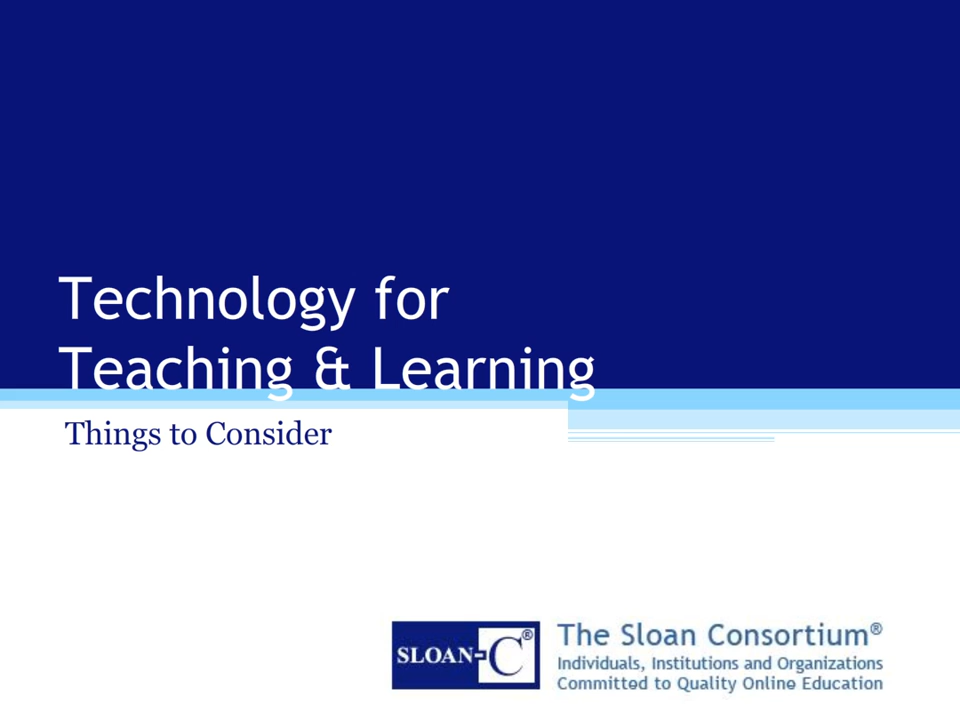 Technology for
Teaching & Learning
Things to Consider
SLOAN-C®
The Sloan Consortium®
Individuals, Institutions and Organizations
Committed to Quality Online Education